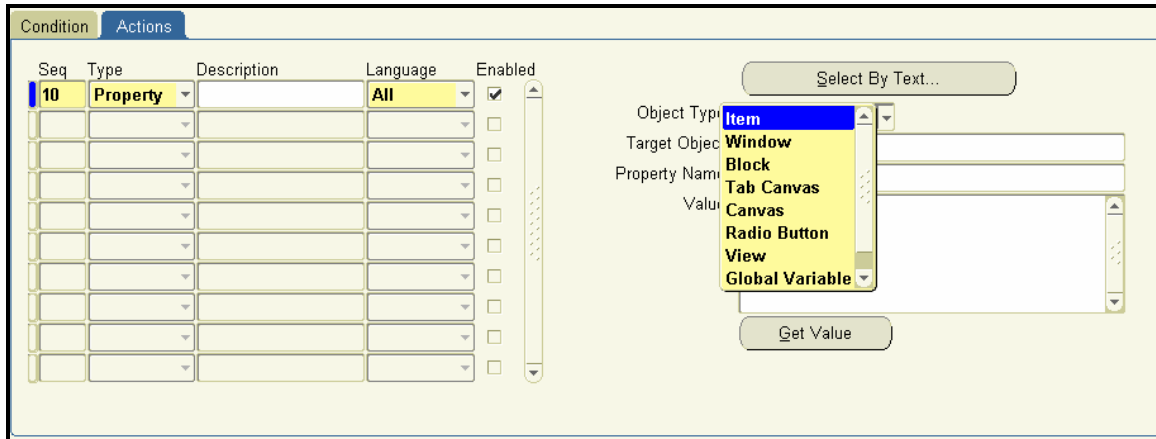 Condition Actions
Seq Type Description Language Enabled
10 Property All
Select By Text...
Object Typ
Target Objec
Property Nam
Valu
Item
Window
Block
Tab Canvas
Canvas
Radio Button
View
Global Variable
Get Value